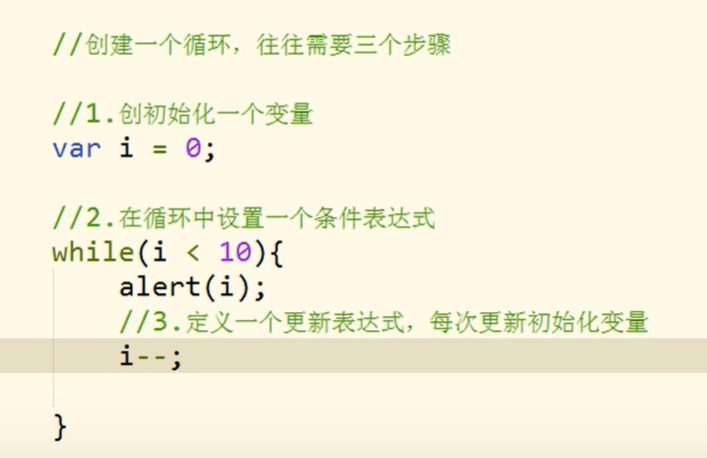 //创建一个循环，往往需要三个步骤
//1.创初始化一个变量
var i = 0;
//2.在循环中设置一个条件表达式
while(i < 10){
alert(i);
//3.定义一个更新表达式，每次更新初始化变量
i--;
}